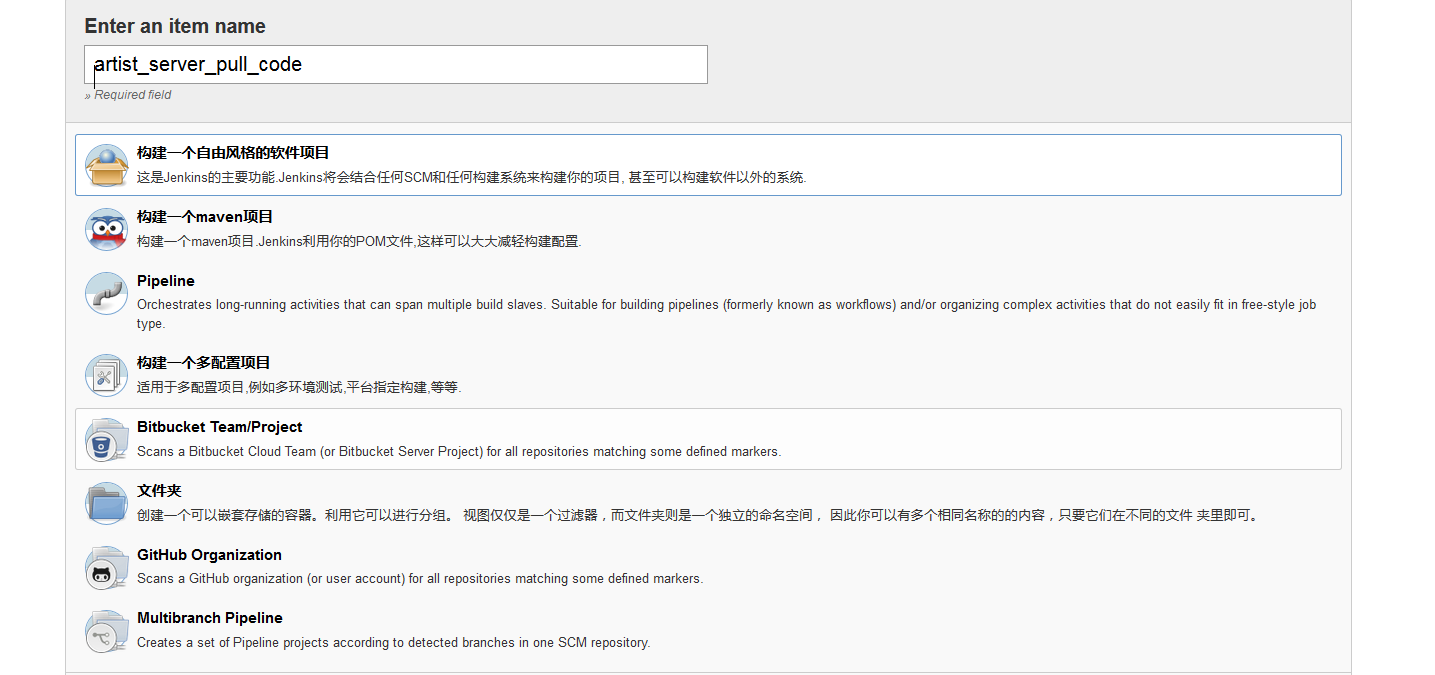 Enter an item name
artist_server_pull_code
» Required field
构建一个自由风格的软件项目
这是Jenkins的主要功能.Jenkins将会结合任何SCM和任何构建系统来构建你的项目, 甚至可以构建软件以外的系统.
构建一个maven项目
构建一个maven项目.Jenkins利用你的POM文件,这样可以大大减轻构建配置.
Pipeline
Orchestrates long-running activities that can span multiple build slaves. Suitable for building pipelines (formerly known as workflows) and/or organizing complex activities that do not easily fit in free-style job
type.
构建一个多配置项目
适用于多配置项目,例如多环境测试,平台指定构建,等等.
Bitbucket Team/Project
Scans a Bitbucket Cloud Team (or Bitbucket Server Project) for all repositories matching some defined markers.
文件夹
创建一个可以嵌套存储的容器。利用它可以进行分组。 视图仅仅是一个过滤器，而文件夹则是一个独立的命名空间， 因此你可以有多个相同名称的的内容，只要它们在不同的文件 夹里即可。
GitHub Organization
Scans a GitHub organization (or user account) for all repositories matching some defined markers.
Multibranch Pipeline
Creates a set of Pipeline projects according to detected branches in one SCM repository.